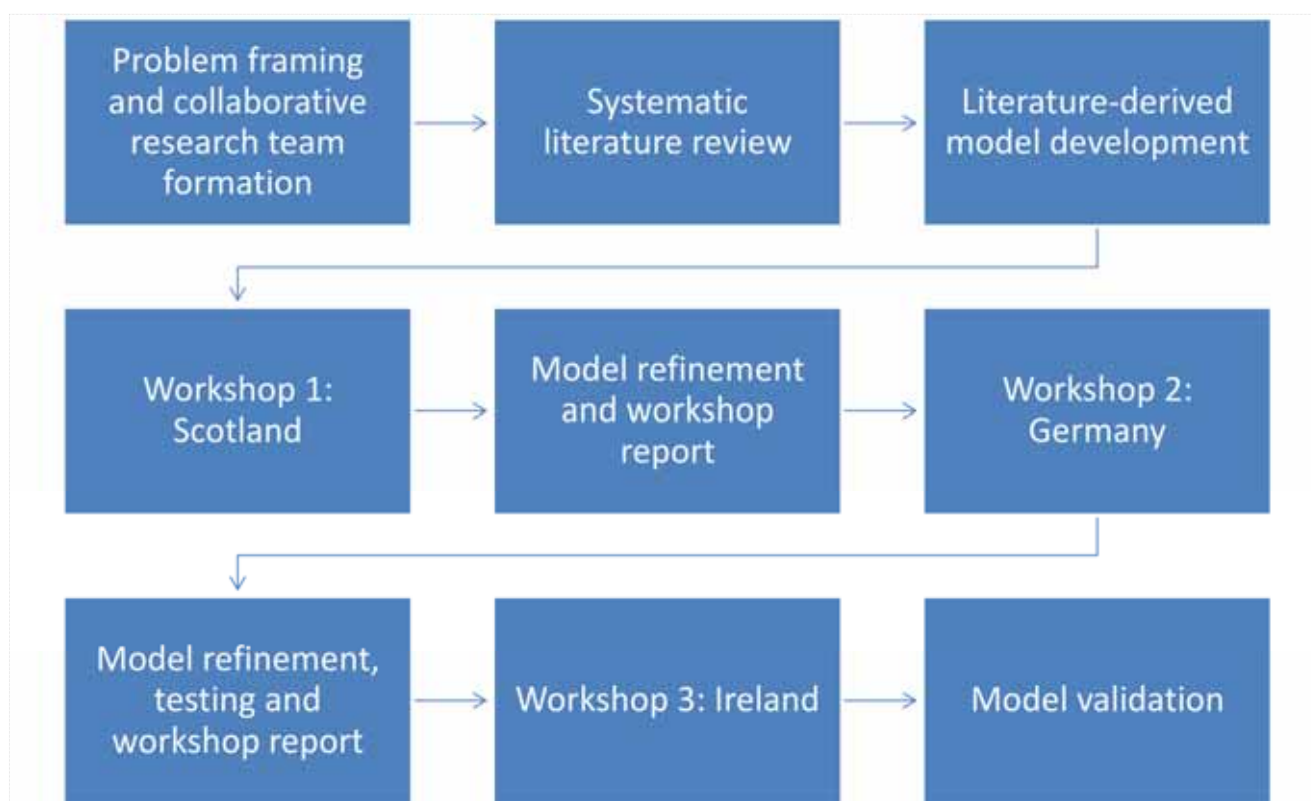 Problem framing
and collaborative
research team
formation
Systematic
literature review
Literature-derived
model development
Workshop 1:
Scotland
Model refinement
and workshop
report
Workshop 2:
Germany
Model refinement,
testing and
workshop report
Workshop 3: Ireland
Model validation